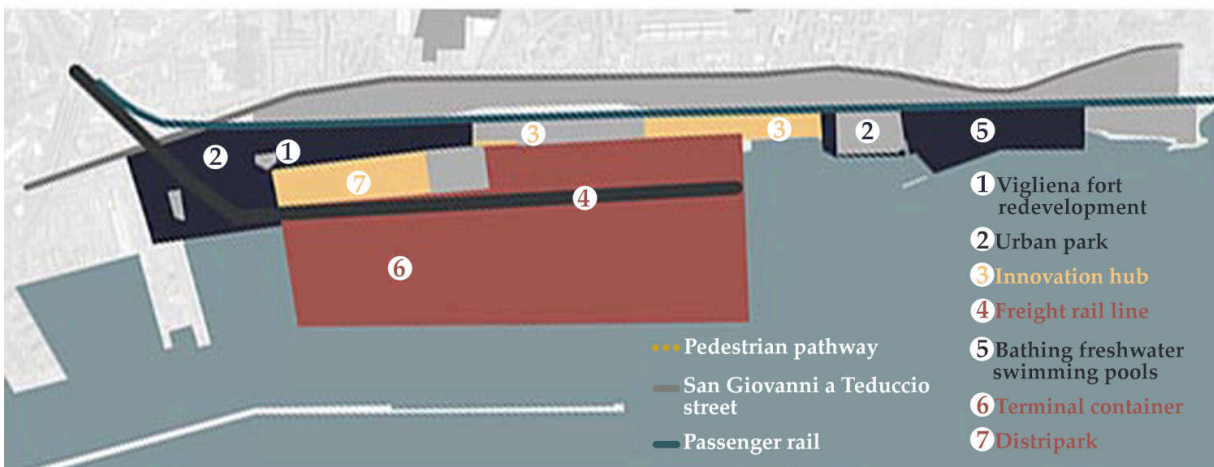 2
1
7
3
3
2
5
4
6
1 Vigliena fort
redevelopment
2 Urban park
3 Innovation hub
4 Freight rail line
5 Bathing freshwater
swimming pools
6 Terminal container
7 Distripark
Pedestrian pathway
San Giovanni a Teduccio
street
Passenger rail